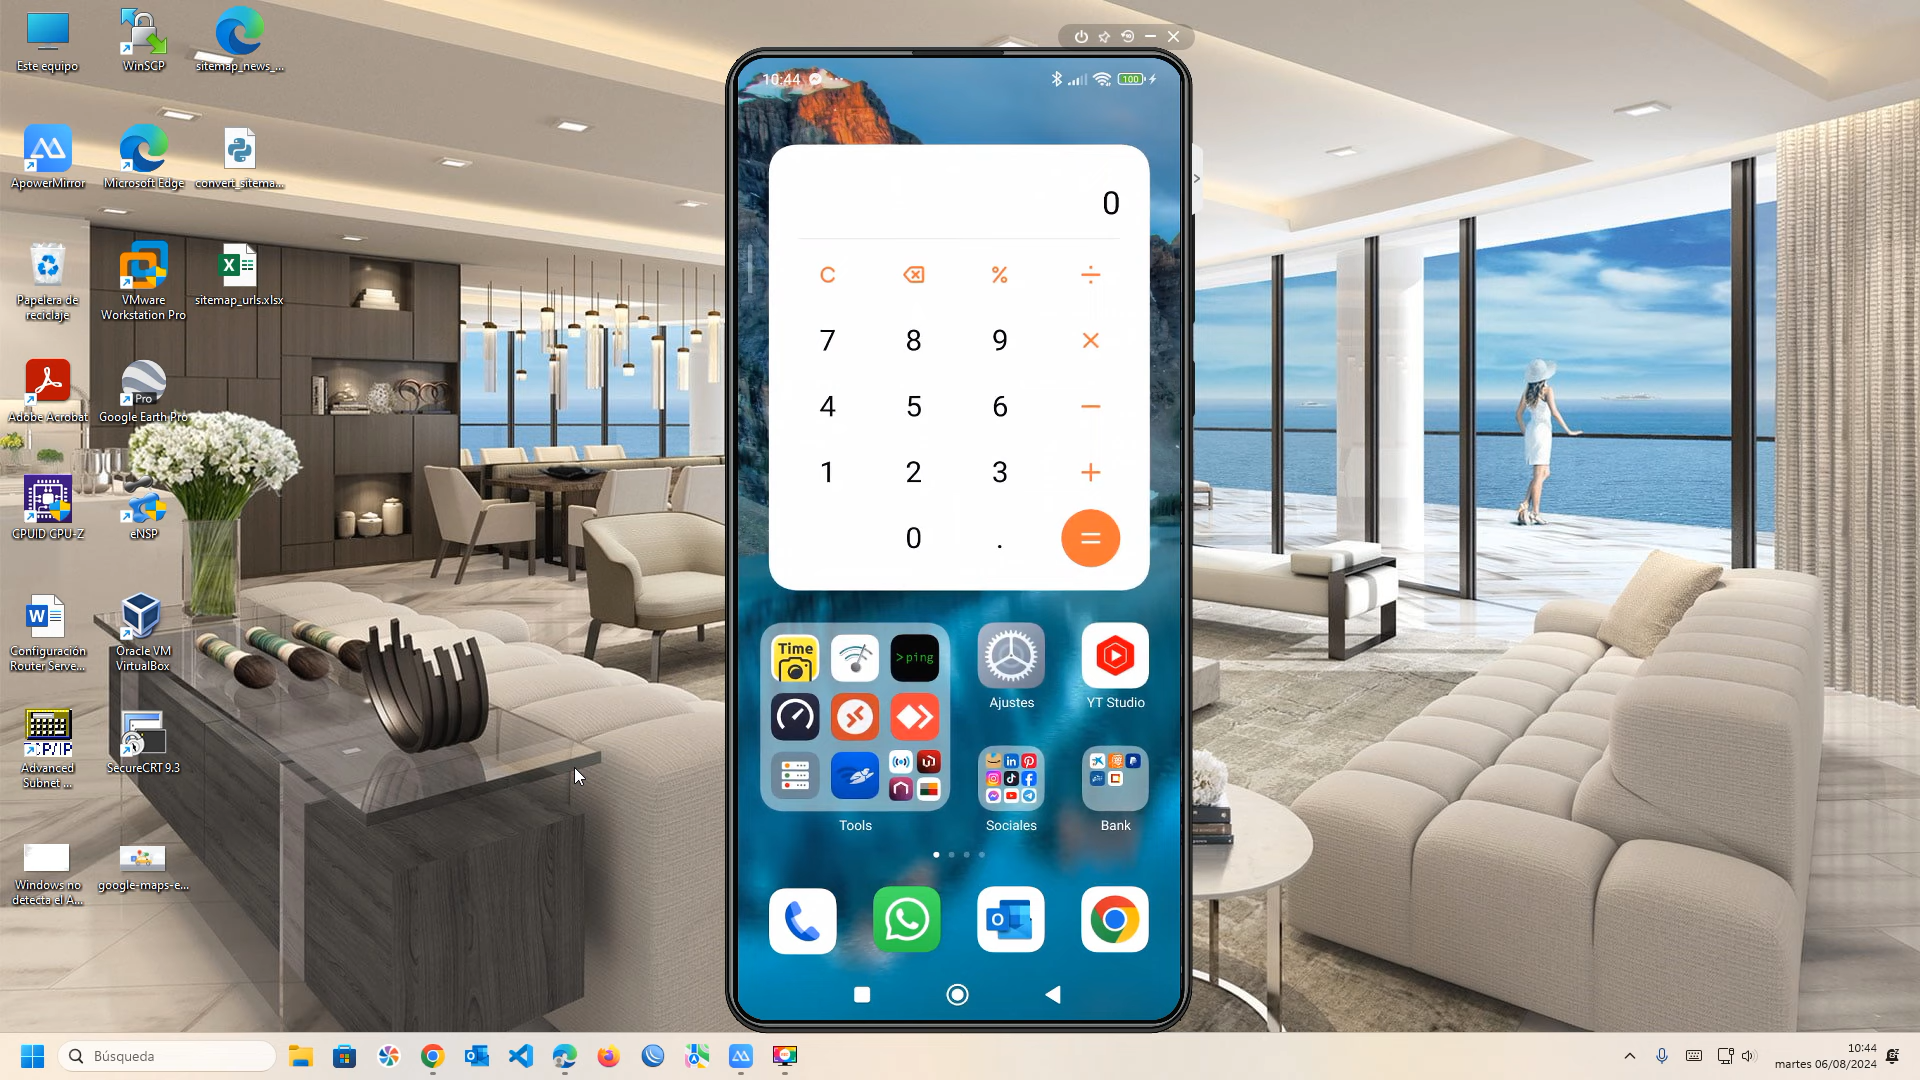 Este equipo
WinSCP
sitemap_news_...
ApowerMirror
Microsoft Edge
convert_sitema...
Papelera de
reciclaje
VMware
Workstation Pro
sitemap_urls.xlsx
Adobe Acrobat
Pro
Google Earth Pro
CPUID CPU-Z
eNSP
Configuración
Router Serve...
Oracle VM
VirtualBox
TCP/IP
Advanced
Subnet ...
SecureCRT 9.3
Windows no
detecta el A...
google-maps-e...
10:44
100
0
C
%
÷
7
8
9
×
4
5
6
−
1
2
3
+
0
.
=
Time
>ping
Ajustes
YT Studio
Tools
Sociales
Bank
Búsqueda
10:44
martes 06/08/2024